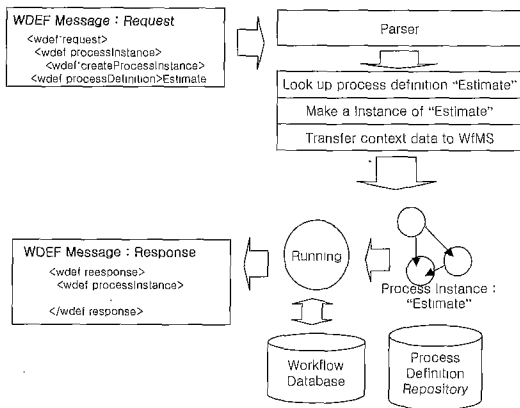 WDEF Message : Request
<wdef:request>
<wdef processInstance>
<wdef:createProcessInstance>
<wdef processDefinition>Estimate
Parser
Look up process definition “Estimate”
Make a Instance of “Estimate”
Transfer context data to WfMS
WDEF Message : Response
<wdef reesponse>
<wdef processInstance>
</wdef response>
Running
Process Instance :
“Estimate”
Workflow
Database
Process
Definition
Repository